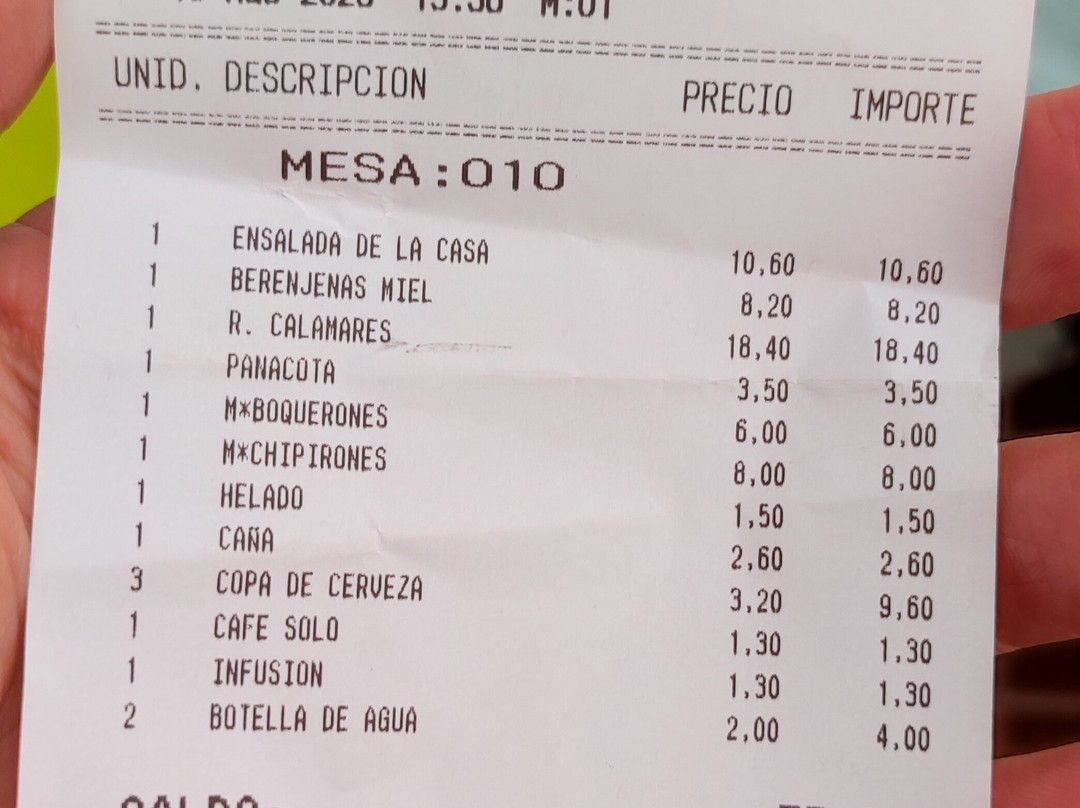 2020 15:30 M:01
UNID. DESCRIPCION PRECIO IMPORTE
MESA:010
1 ENSALADA DE LA CASA 10,60 10,60
1 BERENJENAS MIEL 8,20 8,20
1 R. CALAMARES 18,40 18,40
1 PANACOTA 3,50 3,50
1 M*BOQUERONES 6,00 6,00
1 M*CHIPIRONES 8,00 8,00
1 HELADO 1,50 1,50
1 CAÑA 2,60 2,60
3 COPA DE CERVEZA 3,20 9,60
1 CAFE SOLO 1,30 1,30
1 INFUSION 1,30 1,30
2 BOTELLA DE AGUA 2,00 4,00